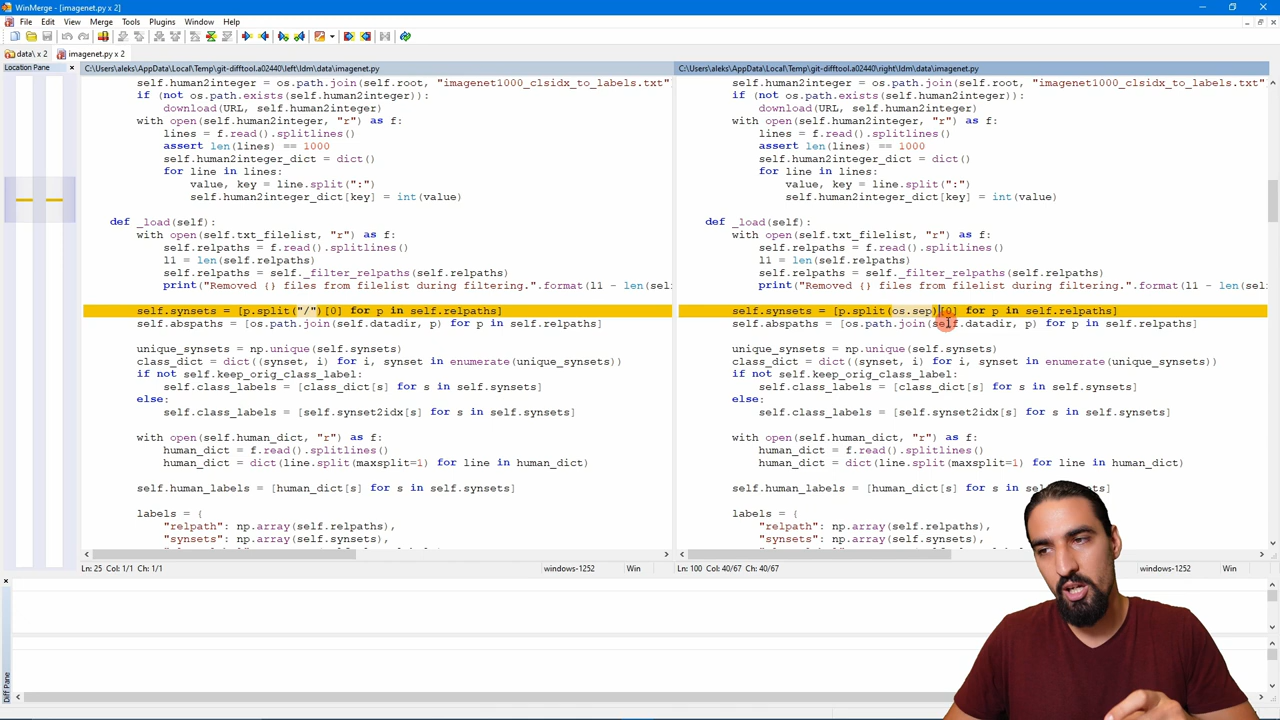 WinMerge - [imagenet.py x 2]
File Edit View Merge Tools Plugins Window Help
data\ x 2 imagenet.py x 2
Location Pane x
C:\Users\aleks\AppData\Local\Temp\git-difftool.a02440\left\ldm\data\imagenet.py
self.human2integer = os.path.join(self.root, "imagenet1000_clsidx_to_labels.txt"
if (not os.path.exists(self.human2integer)):
download(URL, self.human2integer)
with open(self.human2integer, "r") as f:
lines = f.read().splitlines()
assert len(lines) == 1000
self.human2integer_dict = dict()
for line in lines:
value, key = line.split(":")
self.human2integer_dict[key] = int(value)
def _load(self):
with open(self.txt_filelist, "r") as f:
self.relpaths = f.read().splitlines()
l1 = len(self.relpaths)
self.relpaths = self._filter_relpaths(self.relpaths)
print("Removed {} files from filelist during filtering.".format(l1 - len(se
self.synsets = [p.split("/")[0] for p in self.relpaths]
self.abspaths = [os.path.join(self.datadir, p) for p in self.relpaths]
unique_synsets = np.unique(self.synsets)
class_dict = dict((synset, i) for i, synset in enumerate(unique_synsets))
if not self.keep_orig_class_label:
self.class_labels = [class_dict[s] for s in self.synsets]
else:
self.class_labels = [self.synset2idx[s] for s in self.synsets]
with open(self.human_dict, "r") as f:
human_dict = f.read().splitlines()
human_dict = dict(line.split(maxsplit=1) for line in human_dict)
self.human_labels = [human_dict[s] for s in self.synsets]
labels = {
"relpath": np.array(self.relpaths),
"synsets": np.array(self.synsets),
Ln: 25 Col: 1/1 Ch: 1/1 windows-1252 Win
C:\Users\aleks\AppData\Local\Temp\git-difftool.a02440\right\ldm\data\imagenet.py
self.human2integer = os.path.join(self.root, "imagenet1000_clsidx_to_labels.txt"
if (not os.path.exists(self.human2integer)):
download(URL, self.human2integer)
with open(self.human2integer, "r") as f:
lines = f.read().splitlines()
assert len(lines) == 1000
self.human2integer_dict = dict()
for line in lines:
value, key = line.split(":")
self.human2integer_dict[key] = int(value)
def _load(self):
with open(self.txt_filelist, "r") as f:
self.relpaths = f.read().splitlines()
l1 = len(self.relpaths)
self.relpaths = self._filter_relpaths(self.relpaths)
print("Removed {} files from filelist during filtering.".format(l1 - len(se
self.synsets = [p.split(os.sep)[0] for p in self.relpaths]
self.abspaths = [os.path.join(self.datadir, p) for p in self.relpaths]
unique_synsets = np.unique(self.synsets)
class_dict = dict((synset, i) for i, synset in enumerate(unique_synsets))
if not self.keep_orig_class_label:
self.class_labels = [class_dict[s] for s in self.synsets]
else:
self.class_labels = [self.synset2idx[s] for s in self.synsets]
with open(self.human_dict, "r") as f:
human_dict = f.read().splitlines()
human_dict = dict(line.split(maxsplit=1) for line in human_dict)
self.human_labels = [human_dict[s] for s in self.synsets]
labels = {
"relpath": np.array(self.relpaths),
"synsets": np.array(self.synsets),
Ln: 100 Col: 40/67 Ch: 40/67 windows-1252 Win
Diff Pane